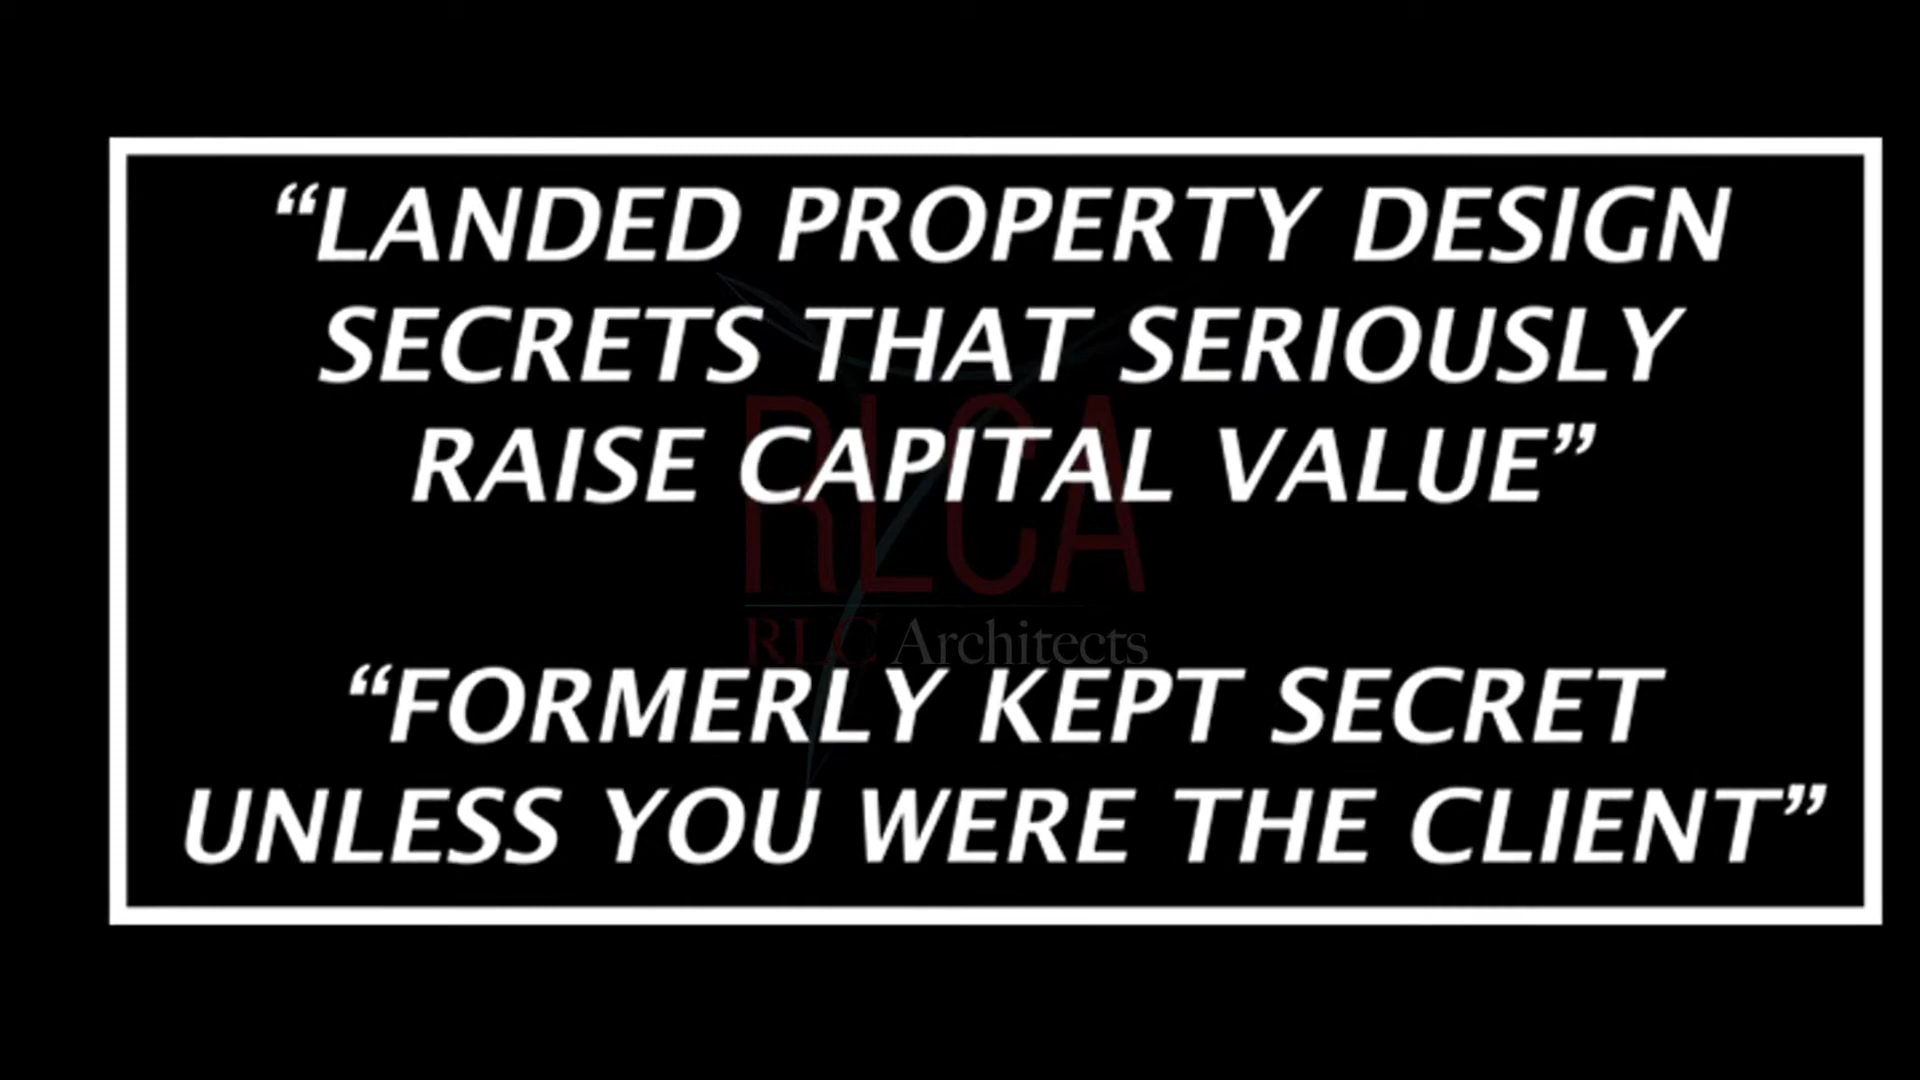 “LANDED PROPERTY DESIGN
SECRETS THAT SERIOUSLY
RAISE CAPITAL VALUE”
RLCA
RLC Architects
“FORMERLY KEPT SECRET
UNLESS YOU WERE THE CLIENT”